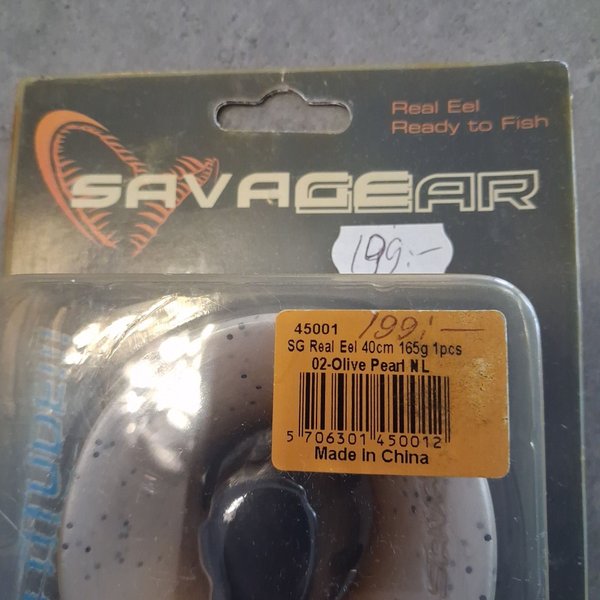 Real Eel
Ready to Fish
SAVAGEAR
199:-
45001 199:-
SG Real Eel 40cm 165g 1pcs
02-Olive Pearl NL
5 706301 450012
Made In China